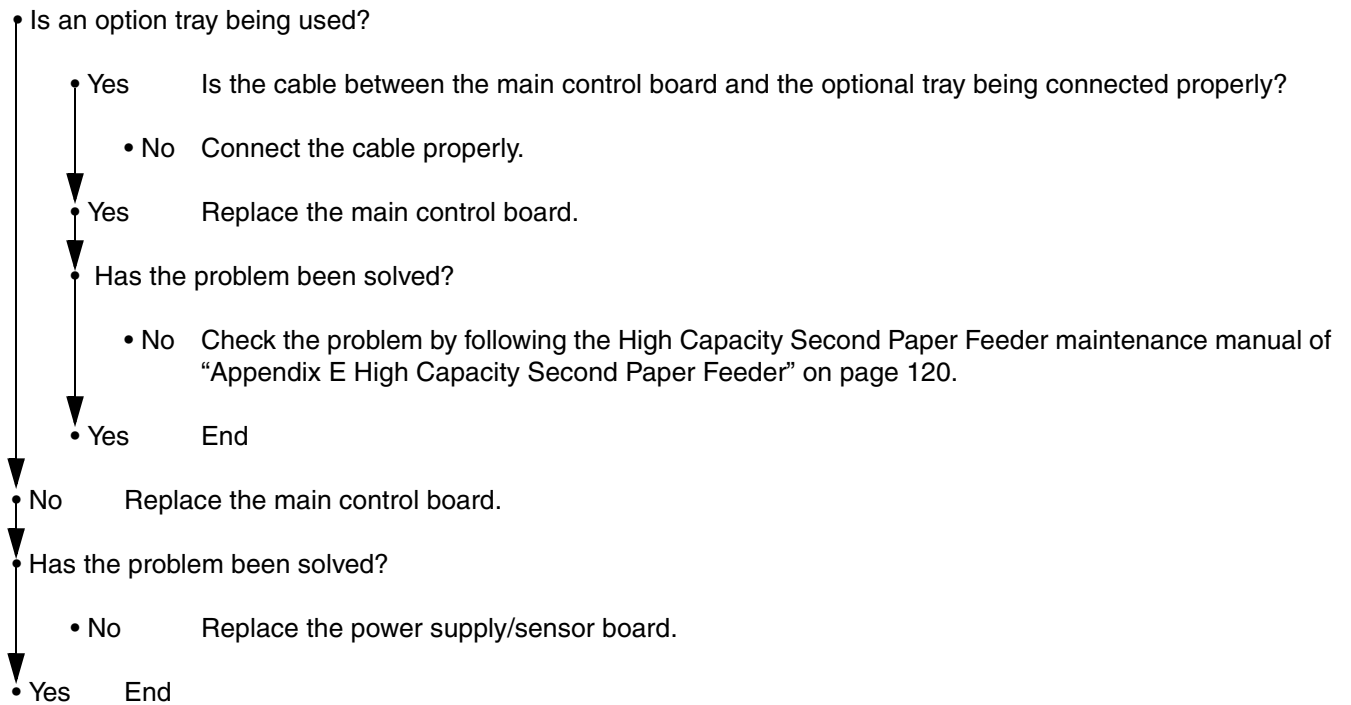 • Is an option tray being used?
• Yes Is the cable between the main control board and the optional tray being connected properly?
• No Connect the cable properly.
• Yes Replace the main control board.
• Has the problem been solved?
• No Check the problem by following the High Capacity Second Paper Feeder maintenance manual of
“Appendix E High Capacity Second Paper Feeder” on page 120.
• Yes End
• No Replace the main control board.
• Has the problem been solved?
• No Replace the power supply/sensor board.
• Yes End